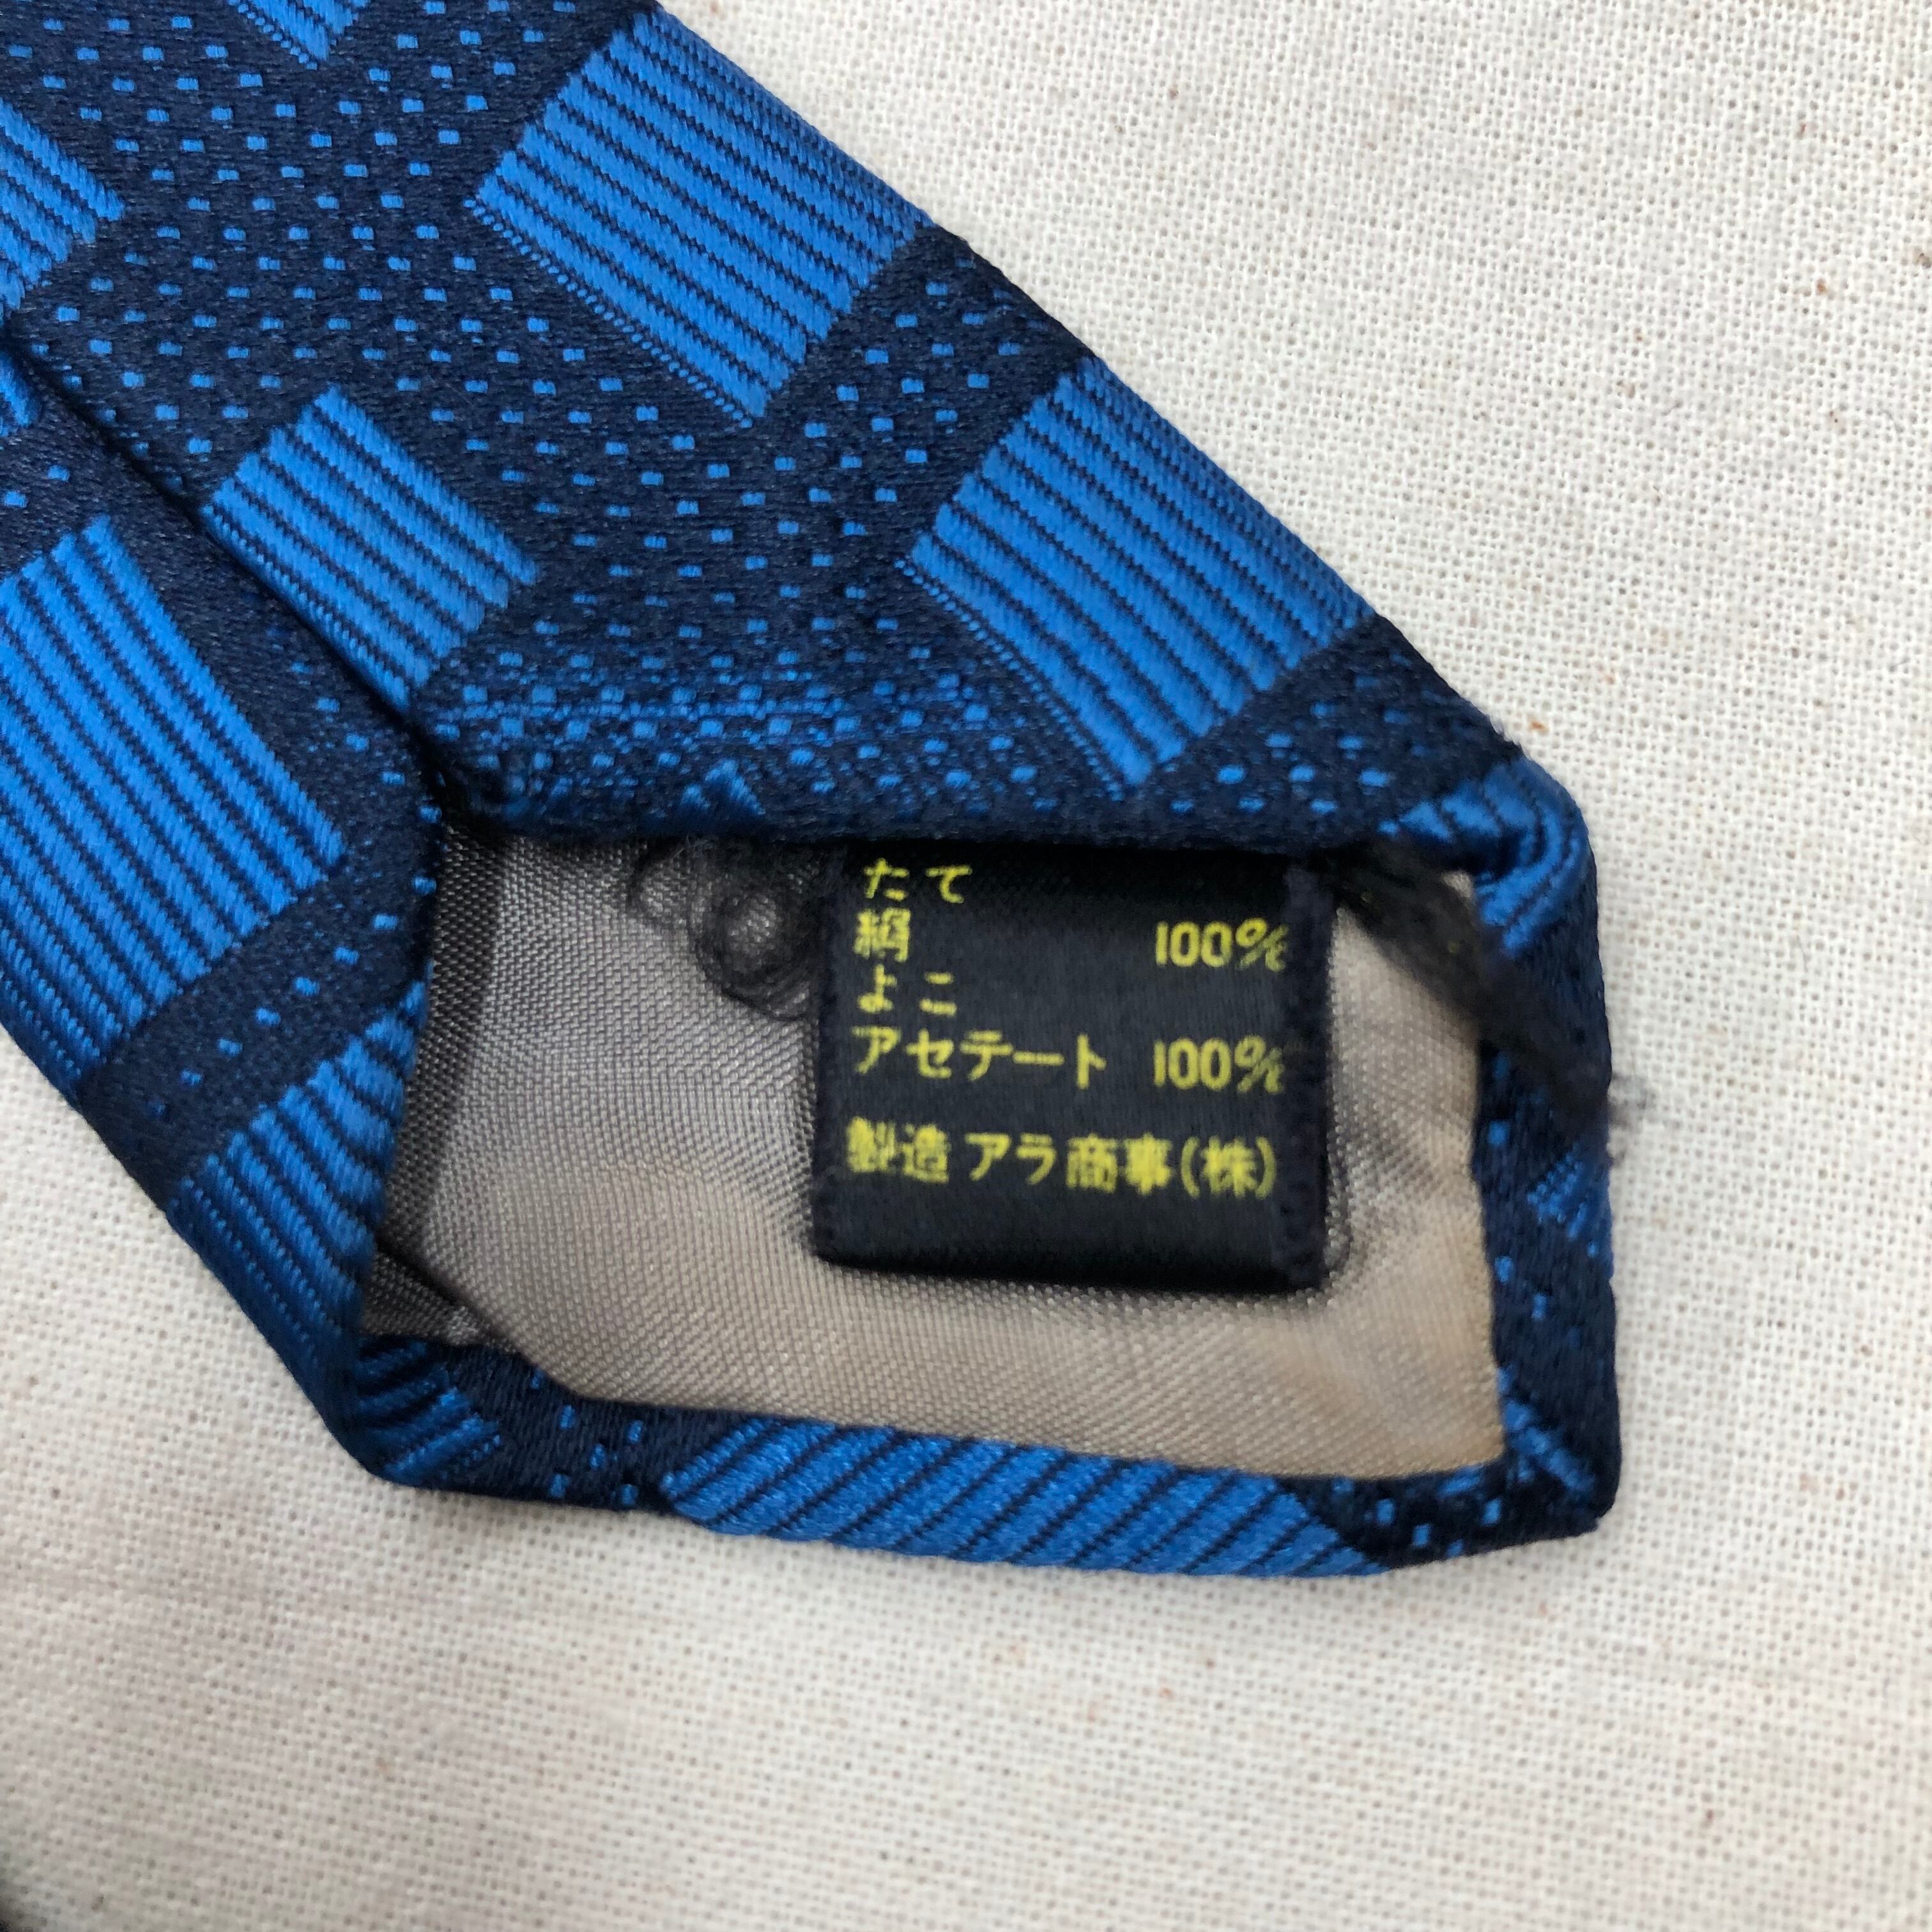 たて
絹 100%
よこ
アセテート 100%
製造 アラ商事(株)